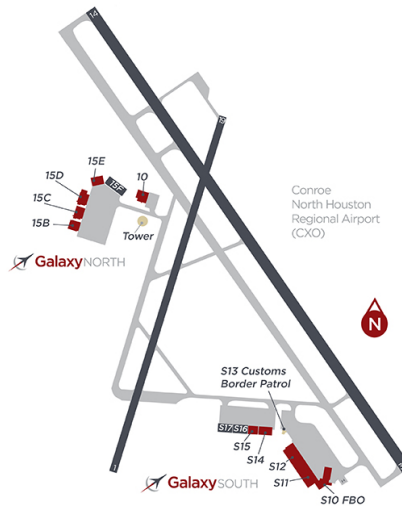 14
19
15E
15D
15F
10
15C
15B
Tower
Conroe
North Houston
Regional Airport
(CXO)
GalaxyNORTH
N
S13 Customs
Border Patrol
S17 S16
S15
S14
S12
1
GalaxySOUTH
S11
S10 FBO